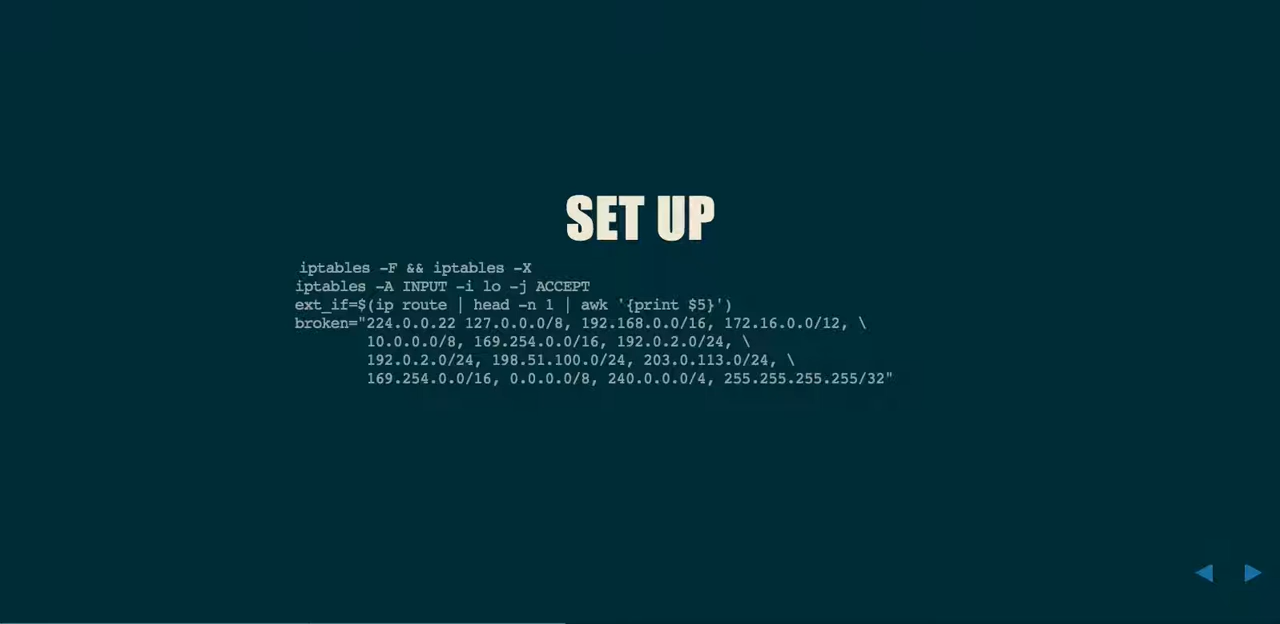 SET UP
iptables -F && iptables -X
iptables -A INPUT -i lo -j ACCEPT
ext_if=$(ip route | head -n 1 | awk '{print $5}')
broken="224.0.0.22 127.0.0.0/8, 192.168.0.0/16, 172.16.0.0/12, \
10.0.0.0/8, 169.254.0.0/16, 192.0.2.0/24, \
192.0.2.0/24, 198.51.100.0/24, 203.0.113.0/24, \
169.254.0.0/16, 0.0.0.0/8, 240.0.0.0/4, 255.255.255.255/32"